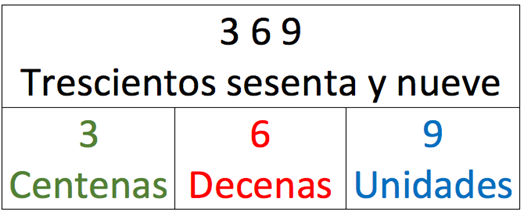 3 6 9
Trescientos sesenta y nueve
3 6 9
Centenas Decenas Unidades